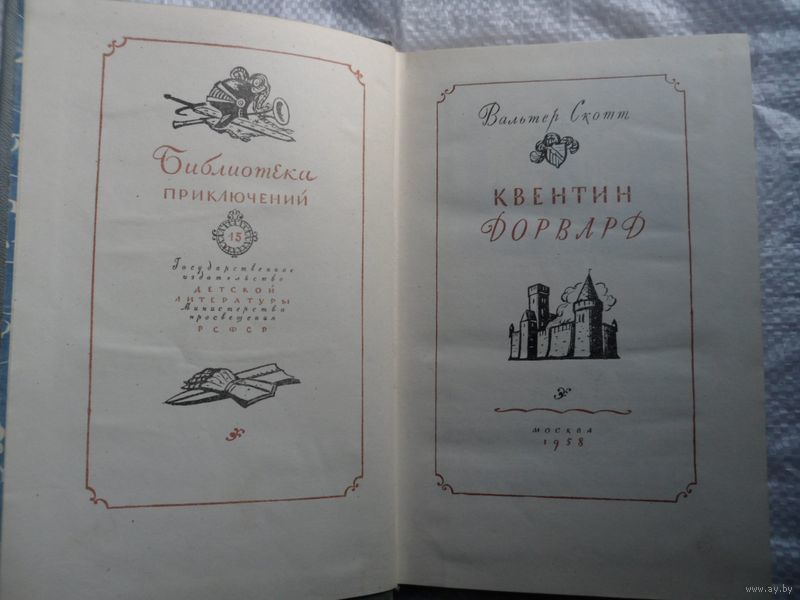 Библиотека
приключений
15
Государственное
издательство
детской
литературы
Министерства
просвещения
РСФСР
Вальтер Скотт
КВЕНТИН
ДОРВАРД
МОСКВА
1958
www.ay.by